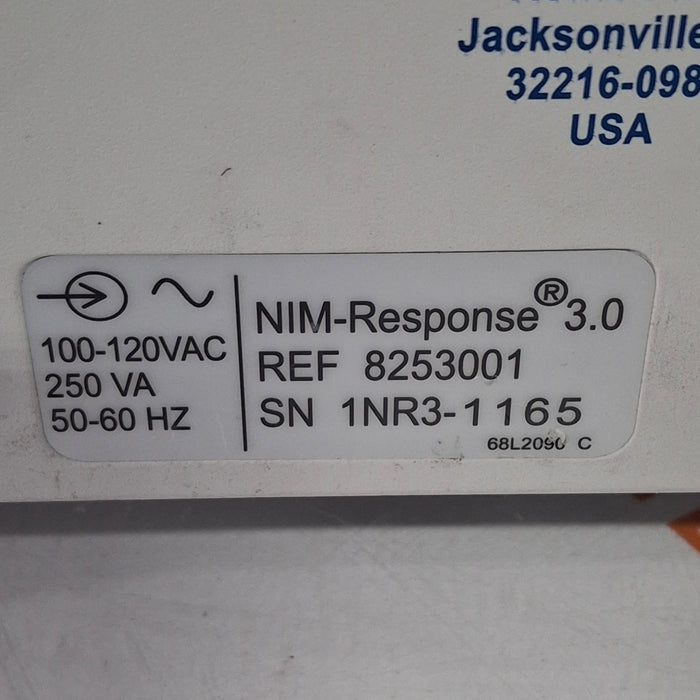 Jacksonville
32216-098
USA
100-120VAC
250 VA
50-60 HZ
NIM-Response® 3.0
REF 8253001
SN 1NR3-1165
68L2090 C